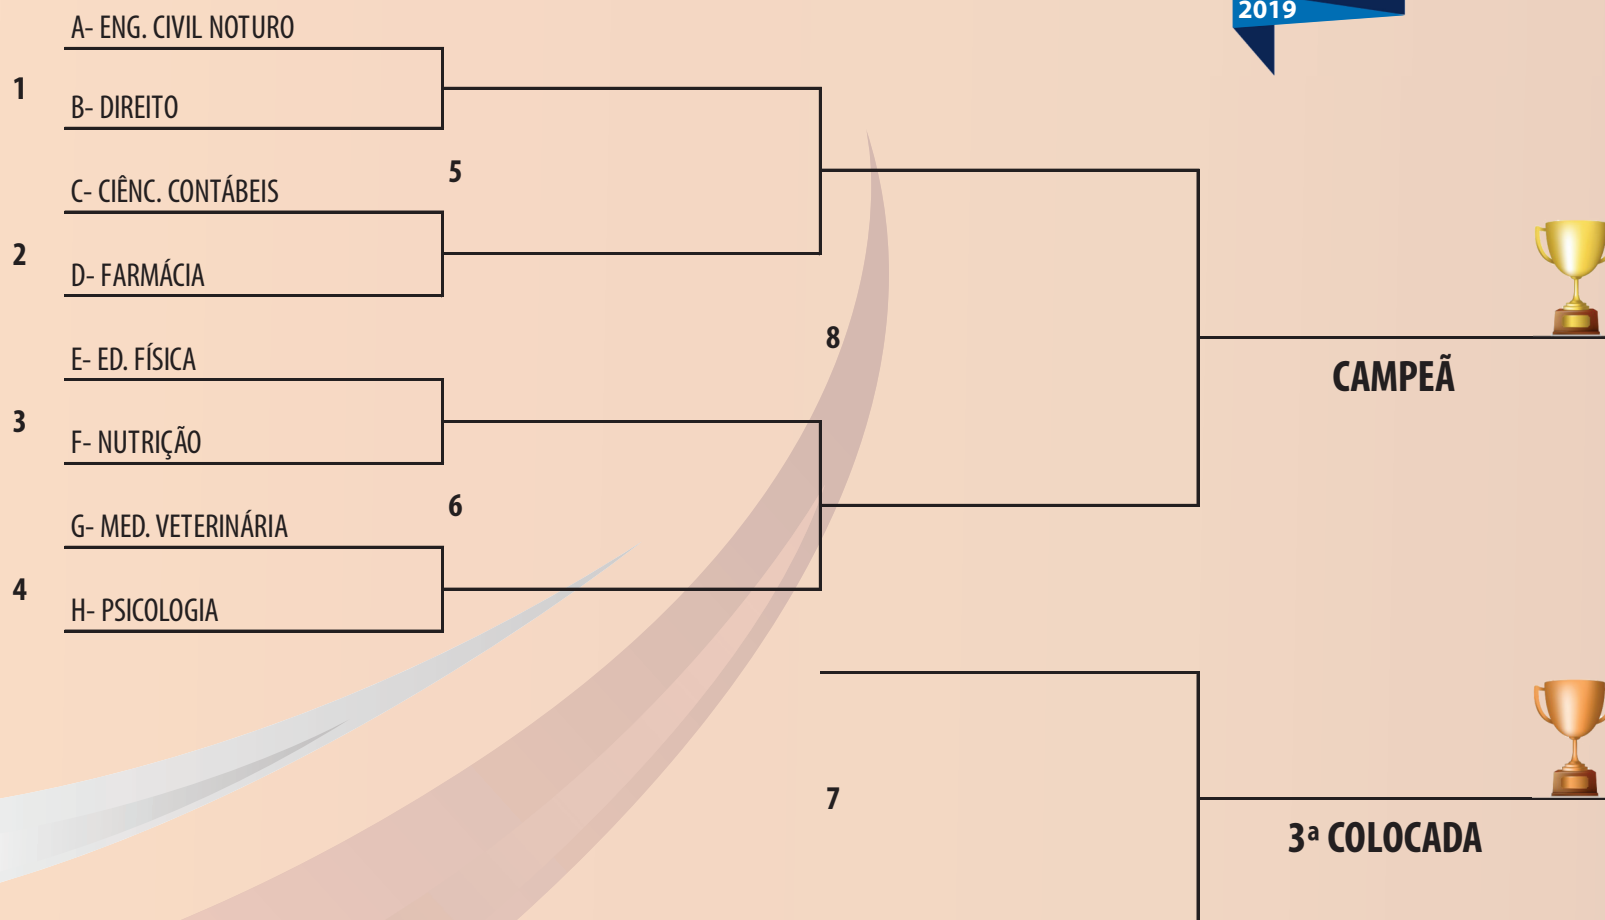 2019
A- ENG. CIVIL NOTURO
1
B- DIREITO
5
C- CIÊNC. CONTÁBEIS
2
D- FARMÁCIA
8
E- ED. FÍSICA
CAMPEÃ
3
F- NUTRIÇÃO
6
G- MED. VETERINÁRIA
4
H- PSICOLOGIA
7
3ª COLOCADA